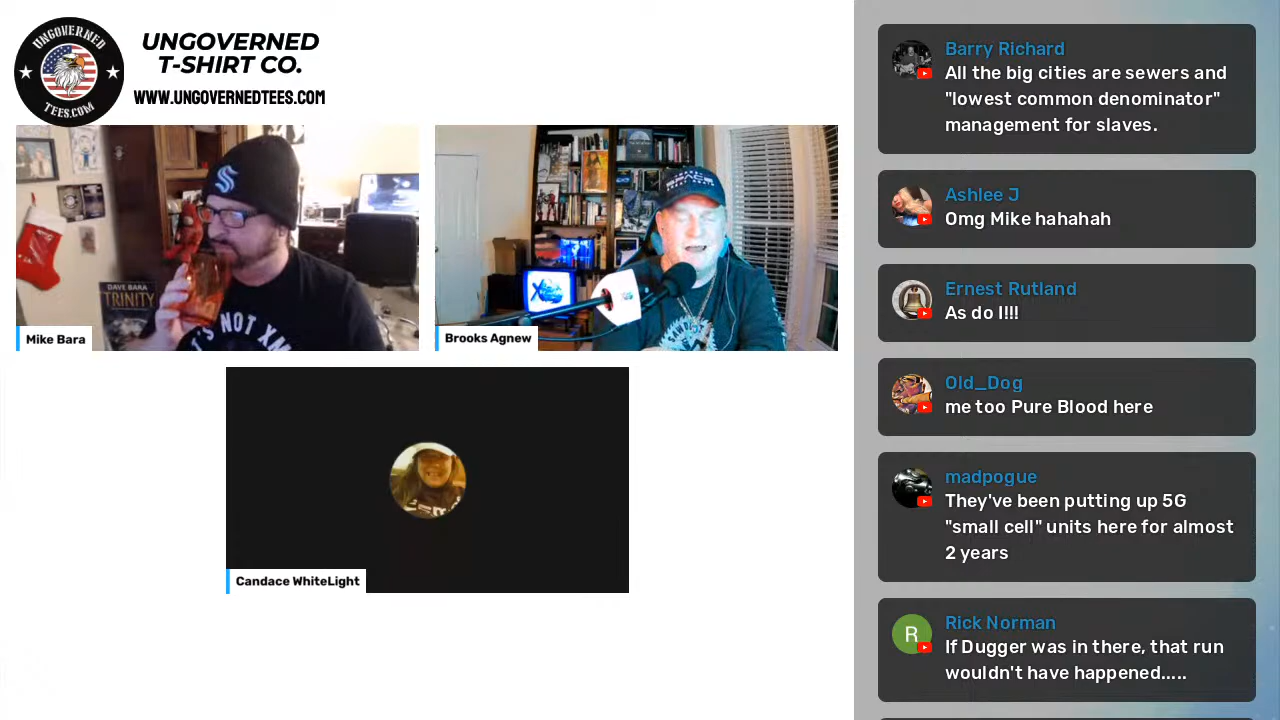 UNGOVERNED
TEES.COM
UNGOVERNED
T-SHIRT CO.
WWW.UNGOVERNEDTEES.COM
DAVE BARA
TRINITY
IT'S NOT XM
Mike Bara
Brooks Agnew
Candace WhiteLight
Barry Richard
All the big cities are sewers and
"lowest common denominator"
management for slaves.
Ashlee J
Omg Mike hahahah
Ernest Rutland
As do I!!!
Old_Dog
me too Pure Blood here
madpogue
They've been putting up 5G
"small cell" units here for almost
2 years
R
Rick Norman
If Dugger was in there, that run
wouldn't have happened.....